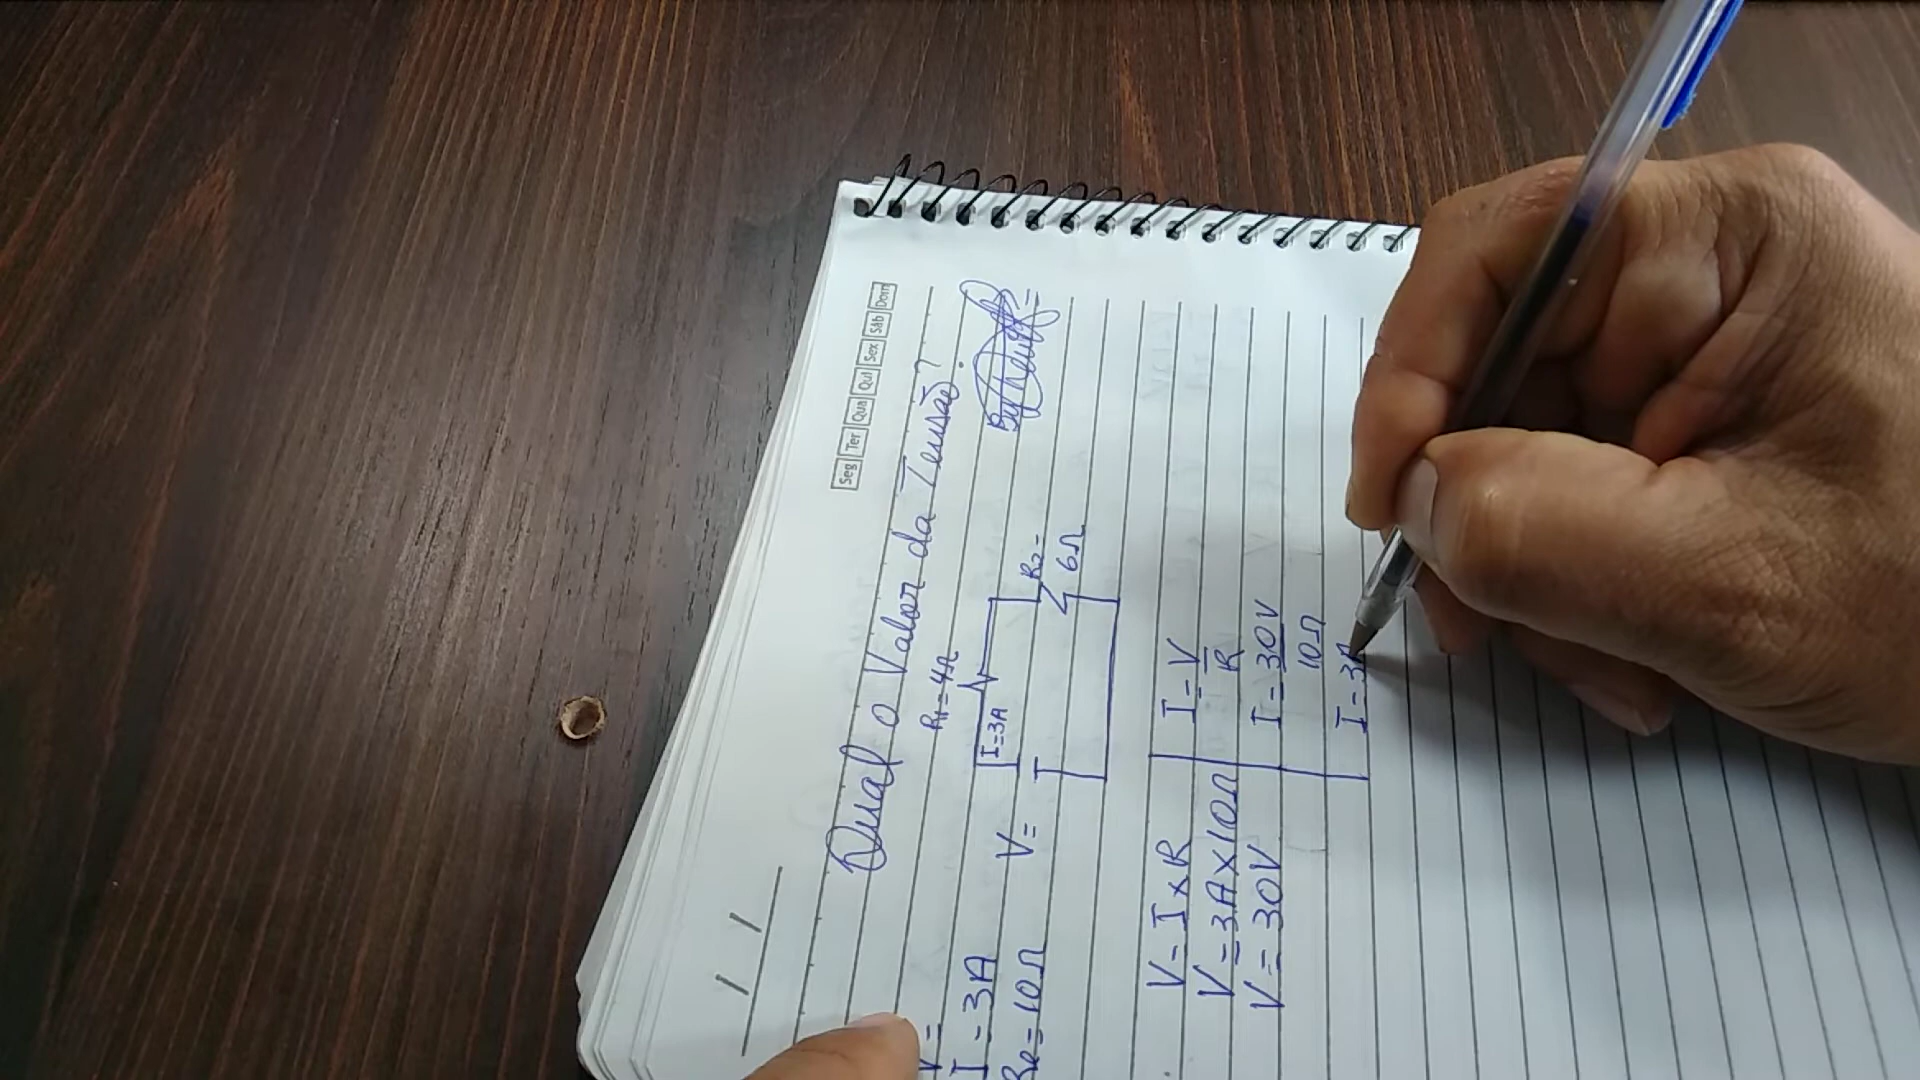 Seg Ter Qua Qui Sex Sáb Dom
/ /
Qual o Valor da Tensão?
V=
I=3A
Re=10Ω
R1=4Ω
I=3A
V=
R2=
6Ω
V=I×R
V=3A×10Ω
V=30V
I=V
R
I=30V
10Ω
I=3A